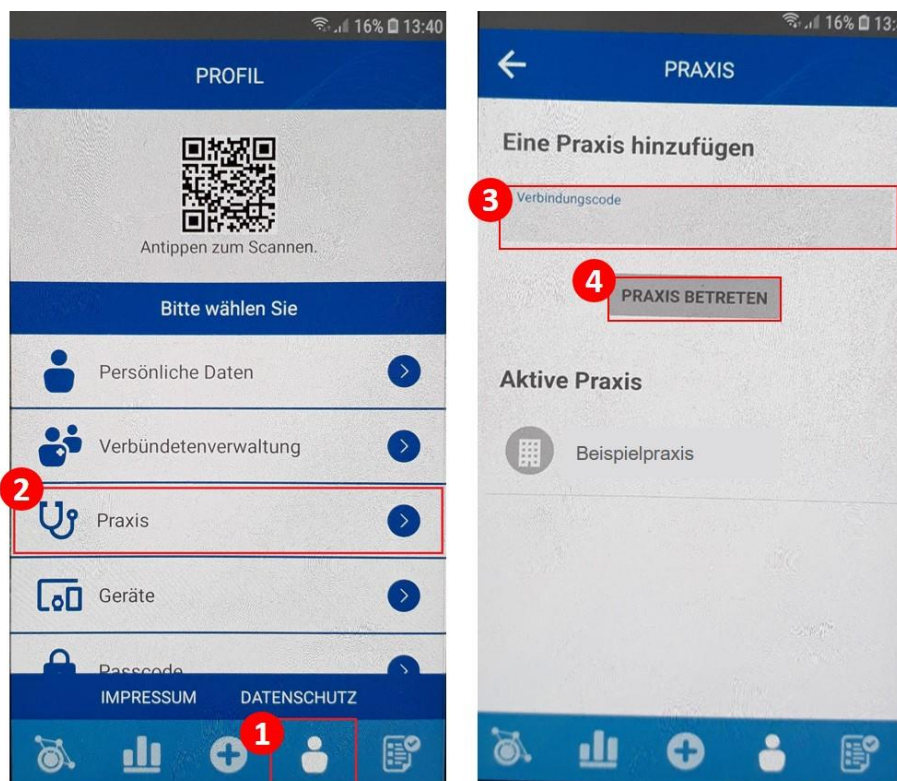 16% 13:40
PROFIL
Antippen zum Scannen.
Bitte wählen Sie
Persönliche Daten
Verbündetenverwaltung
2
Praxis
Geräte
Passcode
IMPRESSUM DATENSCHUTZ
1
16% 13:
PRAXIS
Eine Praxis hinzufügen
3
Verbindungscode
4
PRAXIS BETRETEN
Aktive Praxis
Beispielpraxis